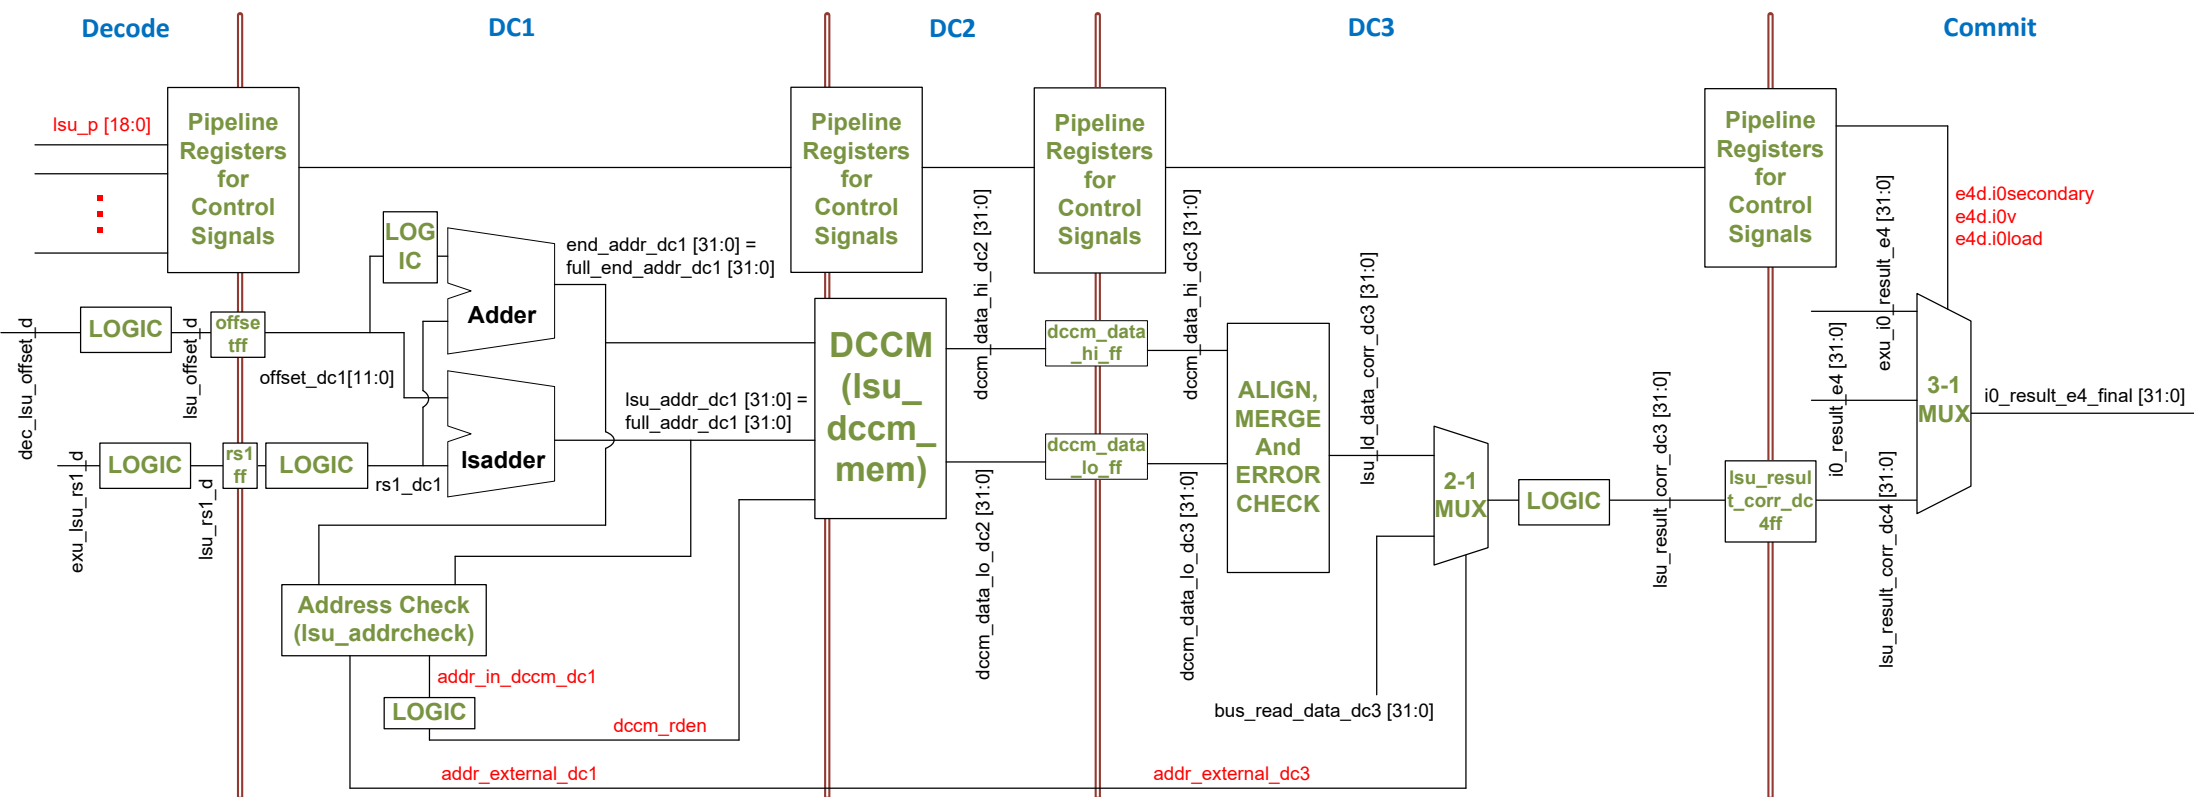 Decode
DC1
DC2
DC3
Commit
lsu_p [18:0]
Pipeline
Registers
for
Control
Signals
Pipeline
Registers
for
Control
Signals
Pipeline
Registers
for
Control
Signals
Pipeline
Registers
for
Control
Signals
e4d.i0secondary
e4d.i0v
e4d.i0load
LOG
IC
Adder
end_addr_dc1 [31:0] =
full_end_addr_dc1 [31:0]
dec_lsu_offset_d
LOGIC
lsu_offset_d
offse
tff
offset_dc1[11:0]
exu_lsu_rs1_d
LOGIC
lsu_rs1_d
rs1
ff
LOGIC
rs1_dc1
lsadder
lsu_addr_dc1 [31:0] =
full_addr_dc1 [31:0]
DCCM
(lsu_
dccm_
mem)
dccm_data_hi_dc2 [31:0]
dccm_data_lo_dc2 [31:0]
dccm_data
_hi_ff
dccm_data
_lo_ff
dccm_data_hi_dc3 [31:0]
dccm_data_lo_dc3 [31:0]
ALIGN,
MERGE
And
ERROR
CHECK
lsu_ld_data_corr_dc3 [31:0]
2-1
MUX
LOGIC
lsu_result_corr_dc3 [31:0]
lsu_resul
t_corr_dc
4ff
exu_i0_result_e4 [31:0]
i0_result_e4 [31:0]
lsu_result_corr_dc4 [31:0]
3-1
MUX
i0_result_e4_final [31:0]
Address Check
(lsu_addrcheck)
addr_in_dccm_dc1
LOGIC
dccm_rden
bus_read_data_dc3 [31:0]
addr_external_dc1
addr_external_dc3